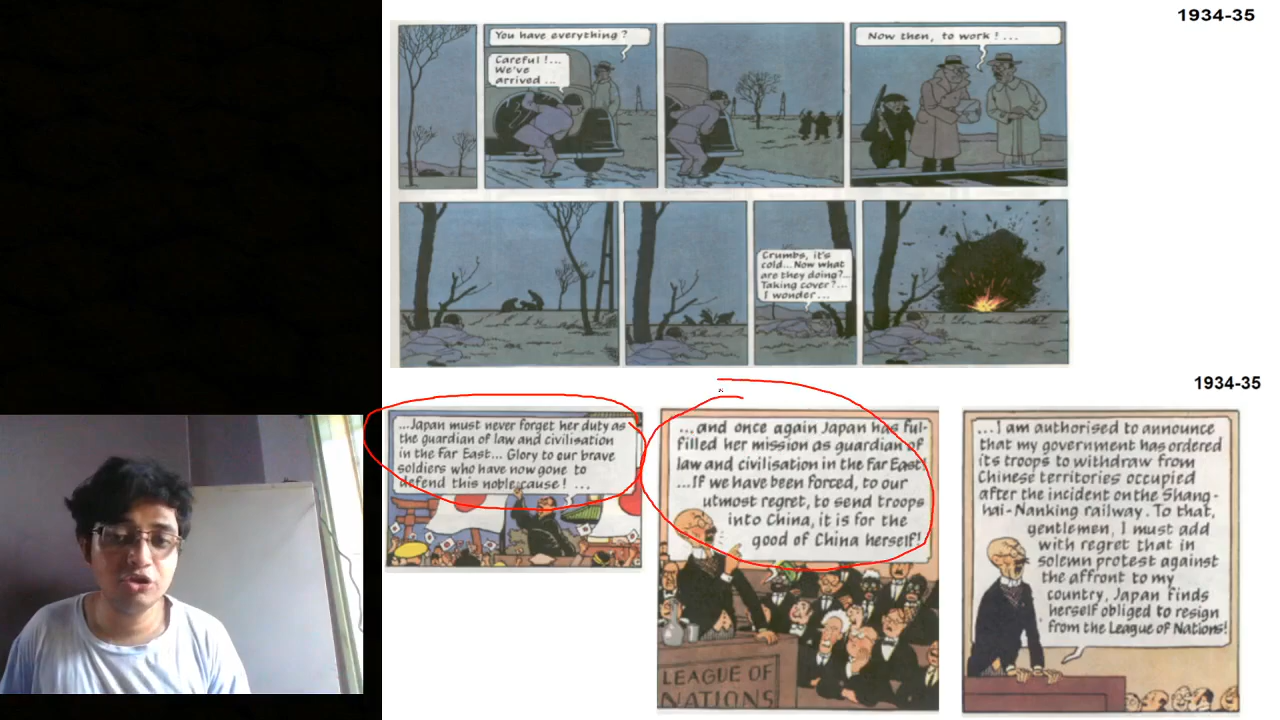 1934-35
You have everything ?
Careful !...
We've
arrived ...
Now then, to work ! ...
Crumbs, it's
cold...Now what
are they doing?...
Taking cover?...
I wonder ...
1934-35
...Japan must never forget her duty as
the guardian of law and civilisation
in the Far East... Glory to our brave
soldiers who have now gone to
defend this noble cause! ...
...and once again Japan has ful-
filled her mission as guardian of
law and civilisation in the Far East!
...If we have been forced, to our
utmost regret, to send troops
into China, it is for the
good of China herself!
LEAGUE OF
NATIONS
...I am authorised to announce
that my government has ordered
its troops to withdraw from
Chinese territories occupied
after the incident on the Shang-
hai-Nanking railway. To that,
gentlemen, I must add
with regret that in
solemn protest against
the affront to my
country, Japan finds
herself obliged to resign
from the League of Nations!